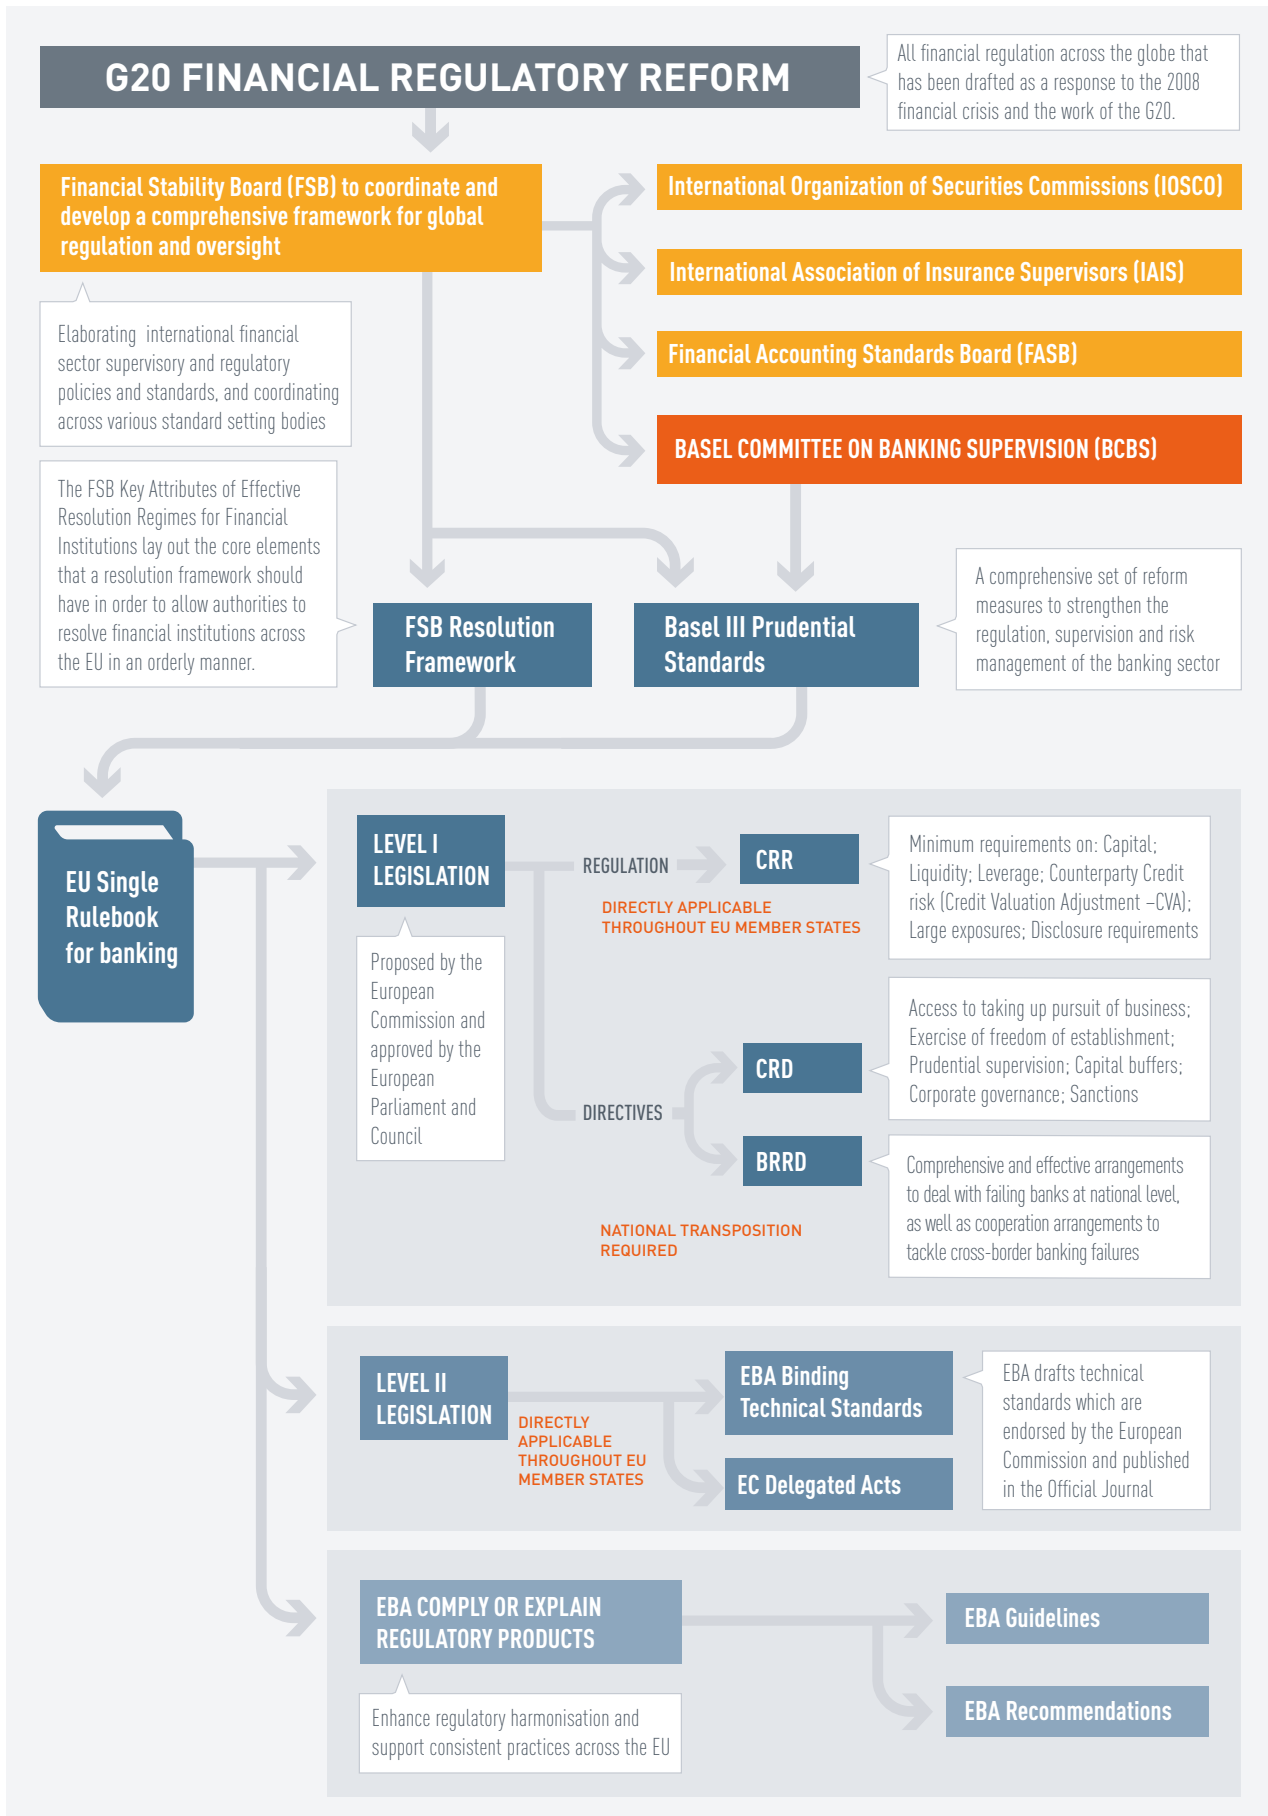 G20 FINANCIAL REGULATORY REFORM
All financial regulation across the globe that
has been drafted as a response to the 2008
financial crisis and the work of the G20.
Financial Stability Board (FSB) to coordinate and
develop a comprehensive framework for global
regulation and oversight
International Organization of Securities Commissions (IOSCO)
International Association of Insurance Supervisors (IAIS)
Financial Accounting Standards Board (FASB)
BASEL COMMITTEE ON BANKING SUPERVISION (BCBS)
Elaborating international financial
sector supervisory and regulatory
policies and standards, and coordinating
across various standard setting bodies
The FSB Key Attributes of Effective
Resolution Regimes for Financial
Institutions lay out the core elements
that a resolution framework should
have in order to allow authorities to
resolve financial institutions across
the EU in an orderly manner.
FSB Resolution
Framework
Basel III Prudential
Standards
A comprehensive set of reform
measures to strengthen the
regulation, supervision and risk
management of the banking sector
EU Single
Rulebook
for banking
LEVEL I
LEGISLATION
Proposed by the
European
Commission and
approved by the
European
Parliament and
Council
REGULATION
CRR
DIRECTLY APPLICABLE
THROUGHOUT EU MEMBER STATES
Minimum requirements on: Capital;
Liquidity; Leverage; Counterparty Credit
risk (Credit Valuation Adjustment –CVA);
Large exposures; Disclosure requirements
DIRECTIVES
CRD
Access to taking up pursuit of business;
Exercise of freedom of establishment;
Prudential supervision; Capital buffers;
Corporate governance; Sanctions
BRRD
Comprehensive and effective arrangements
to deal with failing banks at national level,
as well as cooperation arrangements to
tackle cross-border banking failures
NATIONAL TRANSPOSITION
REQUIRED
LEVEL II
LEGISLATION
DIRECTLY
APPLICABLE
THROUGHOUT EU
MEMBER STATES
EBA Binding
Technical Standards
EC Delegated Acts
EBA drafts technical
standards which are
endorsed by the European
Commission and published
in the Official Journal
EBA COMPLY OR EXPLAIN
REGULATORY PRODUCTS
Enhance regulatory harmonisation and
support consistent practices across the EU
EBA Guidelines
EBA Recommendations